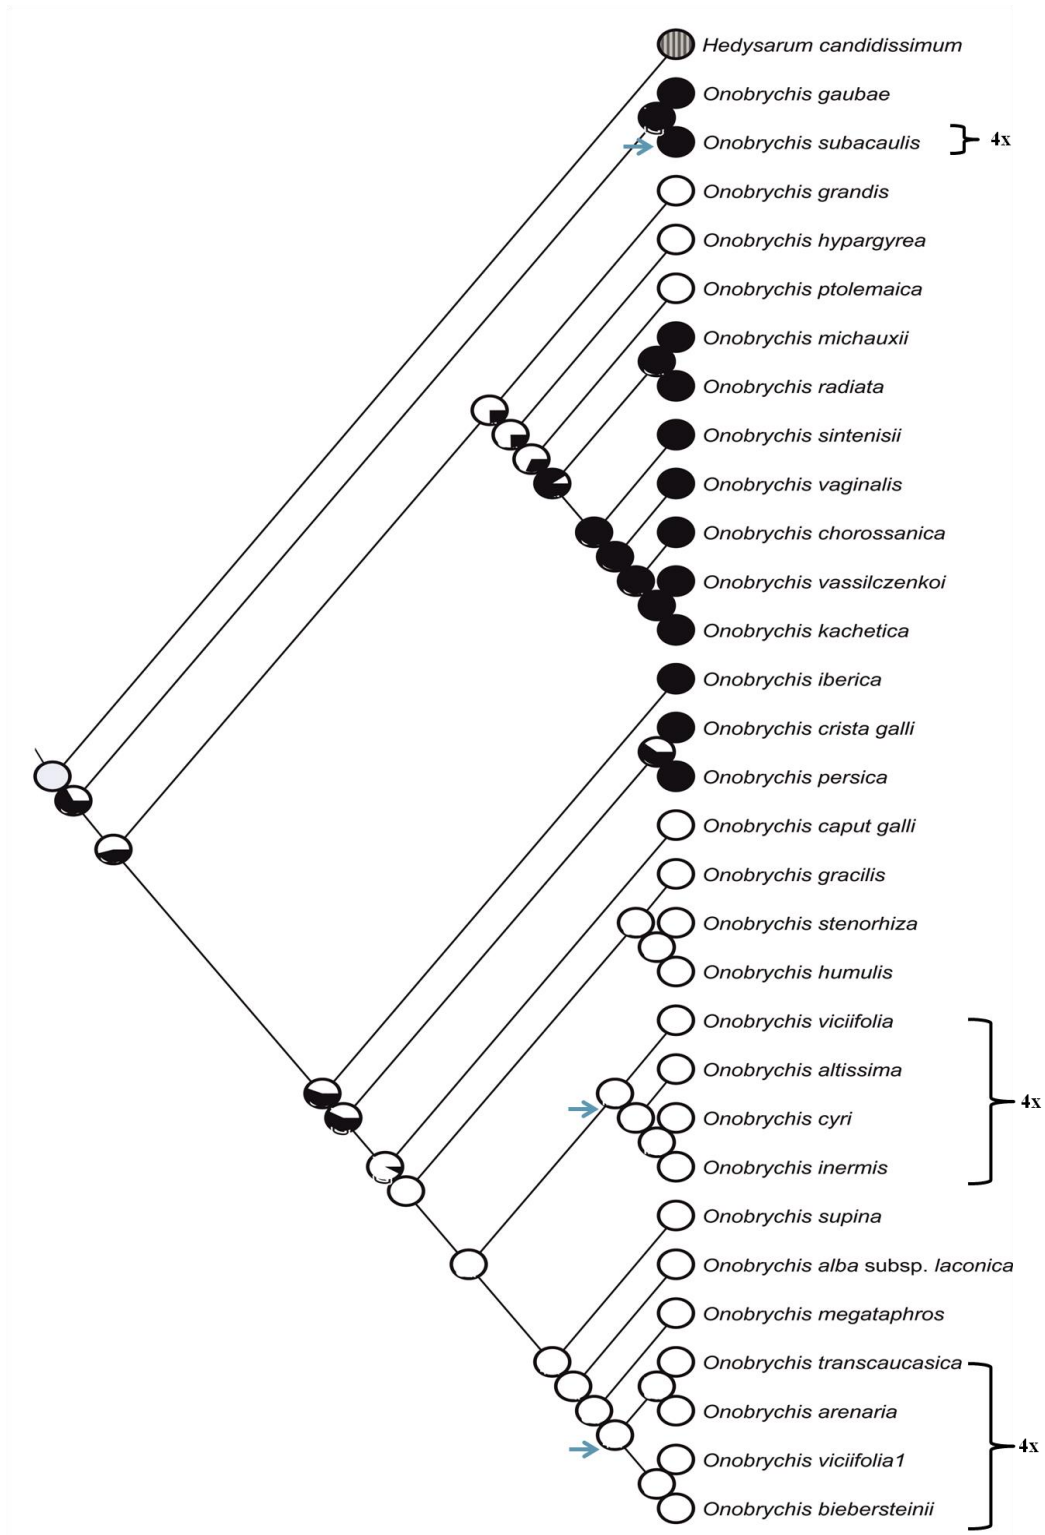 Hedysarum candidissimum
Onobrychis gaubae
Onobrychis subacaulis 4x
Onobrychis grandis
Onobrychis hypargyrea
Onobrychis ptolemaica
Onobrychis michauxii
Onobrychis radiata
Onobrychis sintenisii
Onobrychis vaginalis
Onobrychis chorossanica
Onobrychis vassilczenkoi
Onobrychis kachetica
Onobrychis iberica
Onobrychis crista galli
Onobrychis persica
Onobrychis caput galli
Onobrychis gracilis
Onobrychis stenorhiza
Onobrychis humulis
Onobrychis viciifolia
Onobrychis altissima
4x
Onobrychis cyri
Onobrychis inermis
Onobrychis supina
Onobrychis alba subsp. laconica
Onobrychis megataphros
Onobrychis transcaucasica
Onobrychis arenaria
4x
Onobrychis viciifolia1
Onobrychis biebersteinii